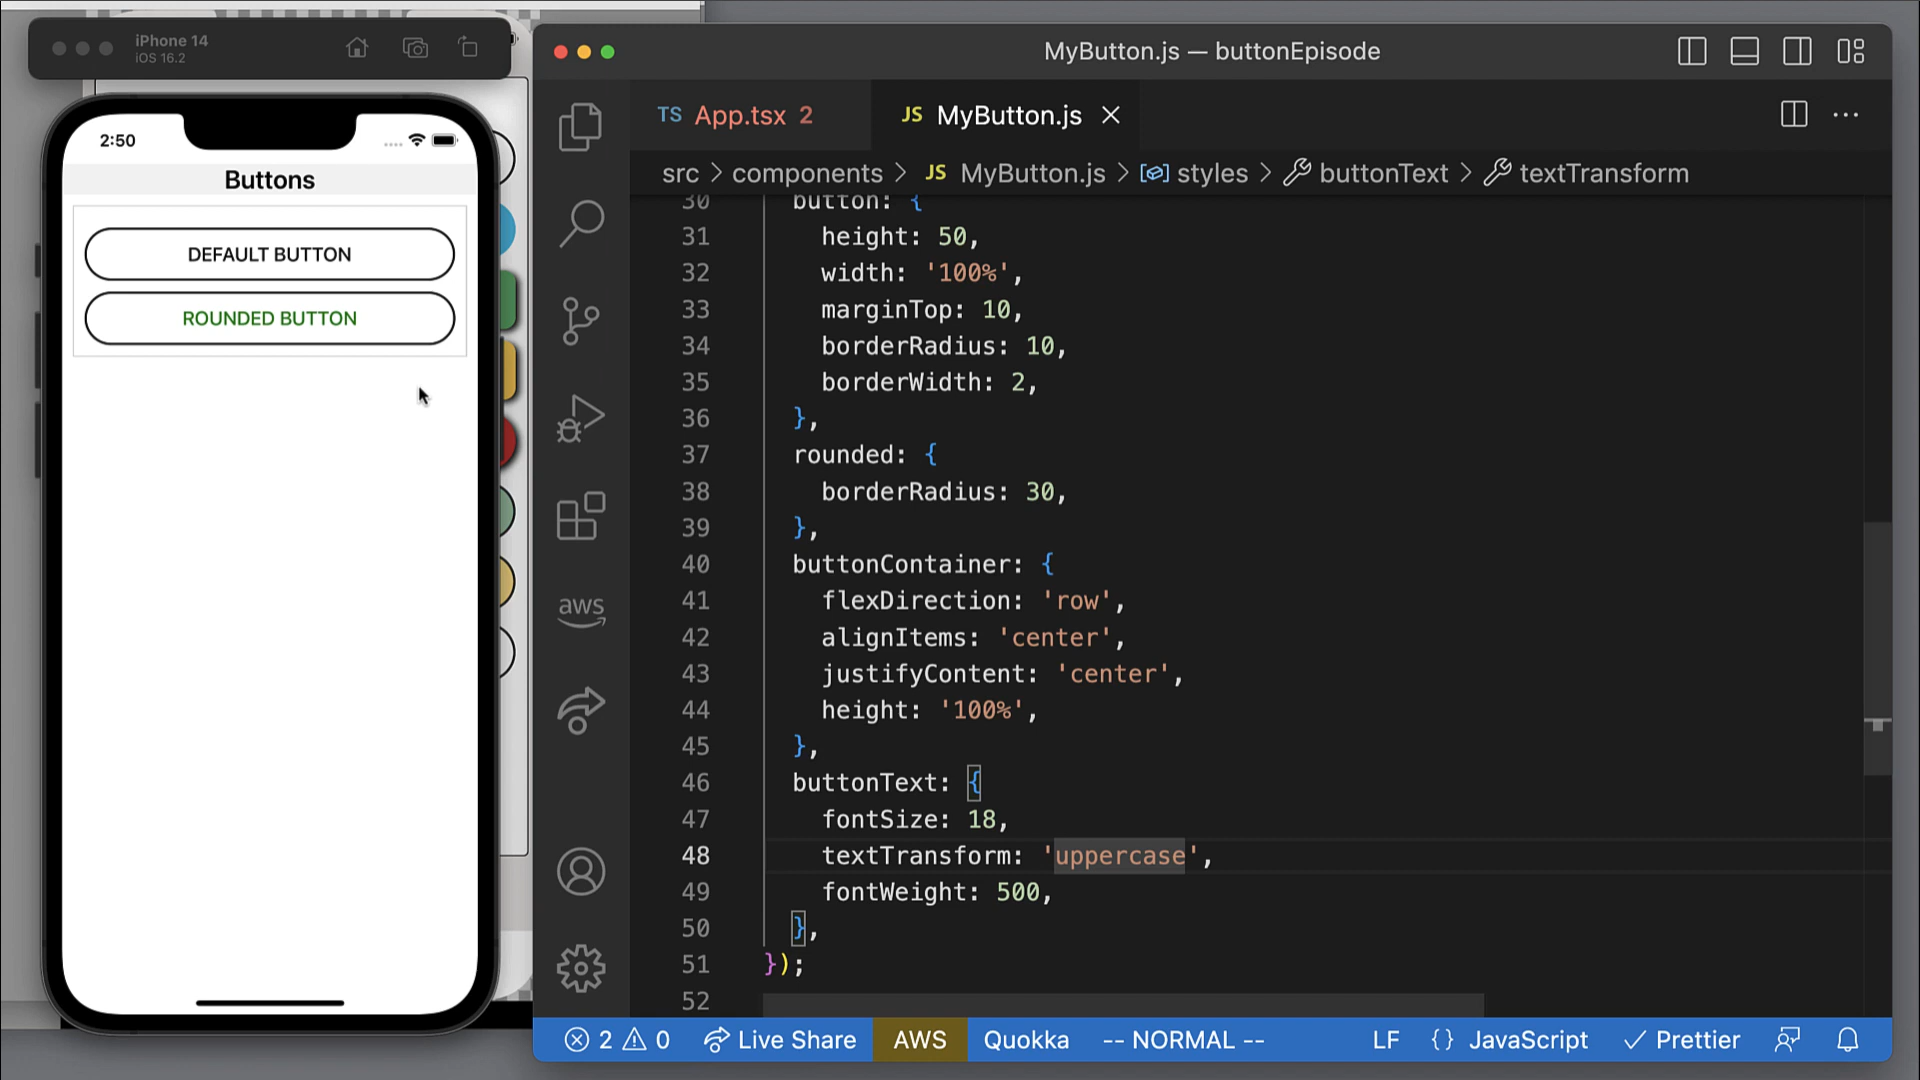 iPhone 14
iOS 16.2
2:50
Buttons
DEFAULT BUTTON
ROUNDED BUTTON
MyButton.js — buttonEpisode
TS App.tsx 2
JS MyButton.js
src > components > JS MyButton.js > styles > buttonText > textTransform
30 button: {
31 height: 50,
32 width: '100%',
33 marginTop: 10,
34 borderRadius: 10,
35 borderWidth: 2,
36 },
37 rounded: {
38 borderRadius: 30,
39 },
40 buttonContainer: {
41 flexDirection: 'row',
42 alignItems: 'center',
43 justifyContent: 'center',
44 height: '100%',
45 },
46 buttonText: {
47 fontSize: 18,
48 textTransform: 'uppercase',
49 fontWeight: 500,
50 },
51 });
52
aws
2 0 Live Share AWS Quokka -- NORMAL -- LF {} JavaScript Prettier